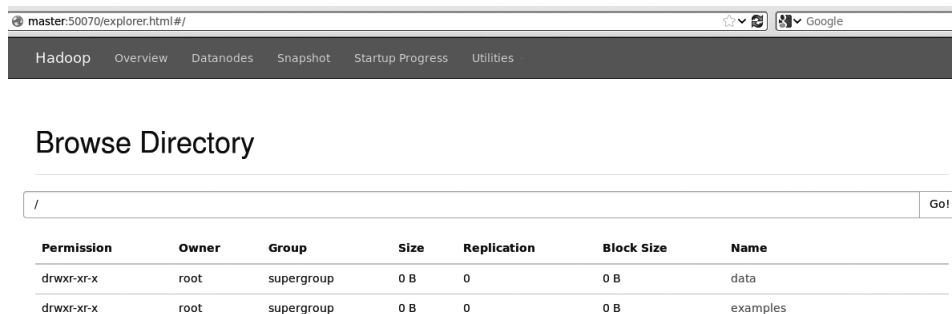 master:50070/explorer.html#/ Google
Hadoop Overview Datanodes Snapshot Startup Progress Utilities
Browse Directory
/ Go!
Permission Owner Group Size Replication Block Size Name
drwxr-xr-x root supergroup 0 B 0 0 B data
drwxr-xr-x root supergroup 0 B 0 0 B examples